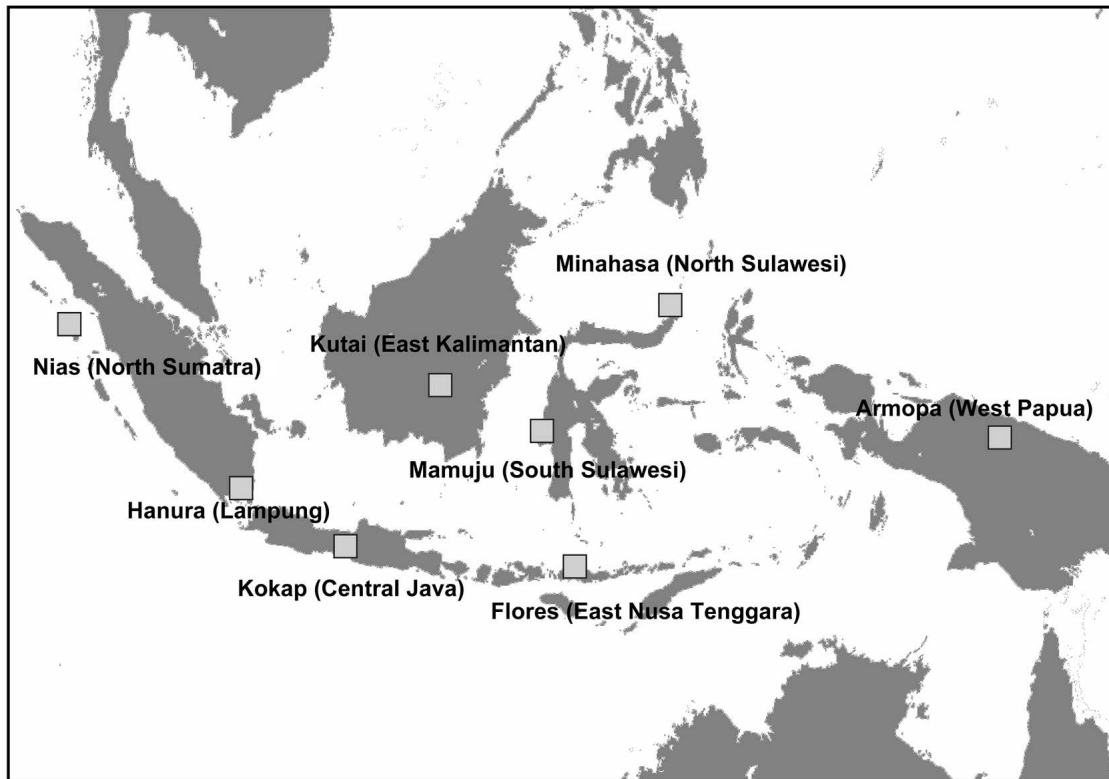 Minahasa (North Sulawesi)
Kutai (East Kalimantan)
Nias (North Sumatra)
Armopa (West Papua)
Mamuju (South Sulawesi)
Hanura (Lampung)
Kokap (Central Java)
Flores (East Nusa Tenggara)